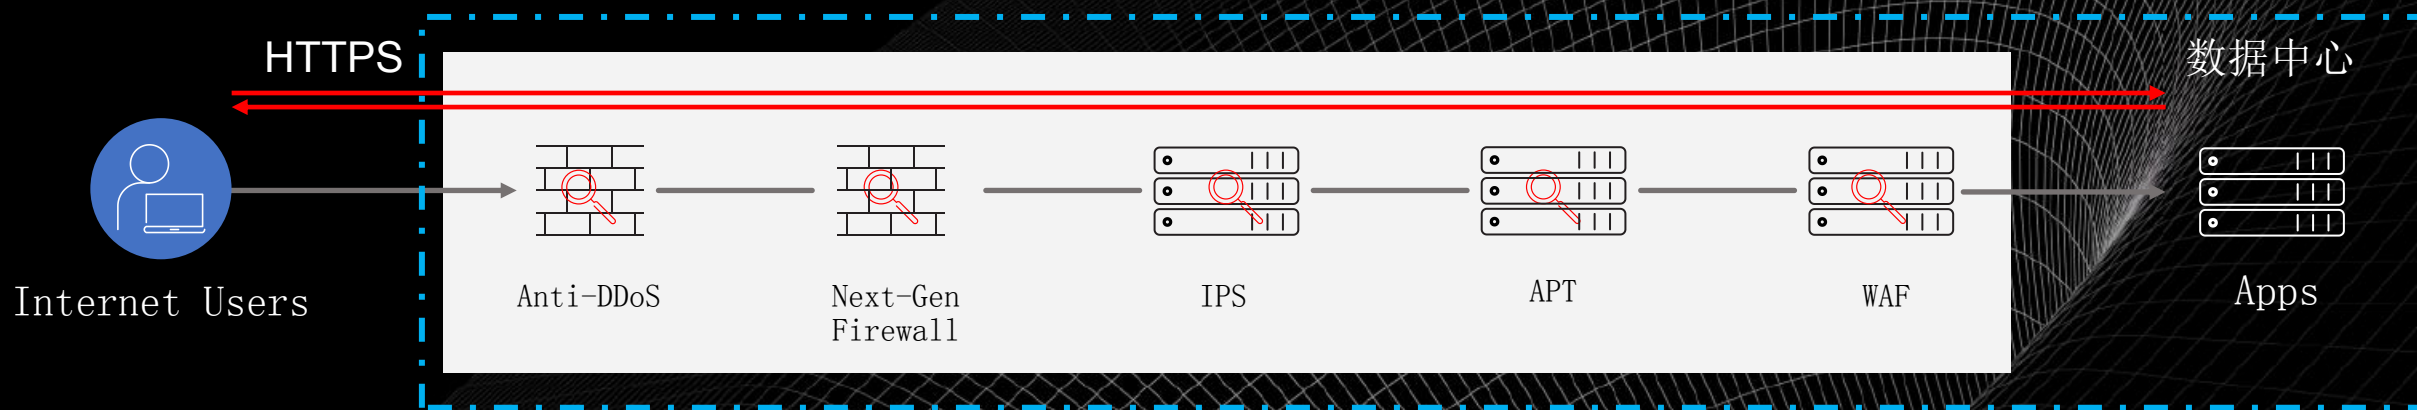 HTTPS
数据中心
Internet Users
Anti-DDoS
Next-Gen
Firewall
IPS
APT
WAF
Apps